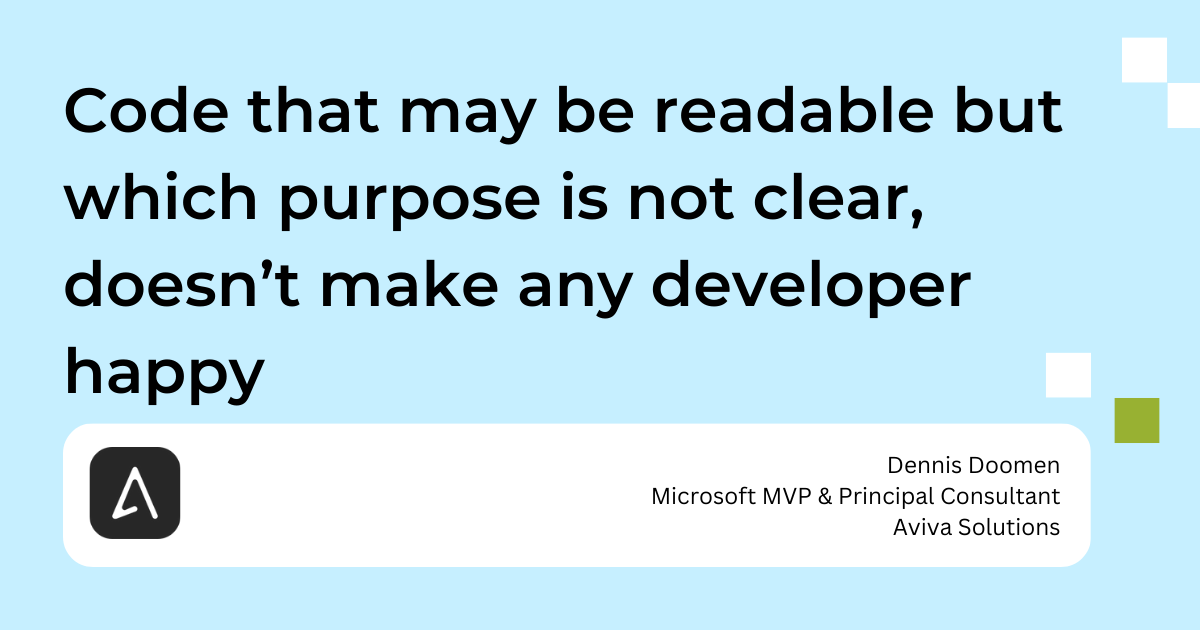 Code that may be readable but
which purpose is not clear,
doesn’t make any developer
happy
Dennis Doomen
Microsoft MVP & Principal Consultant
Aviva Solutions